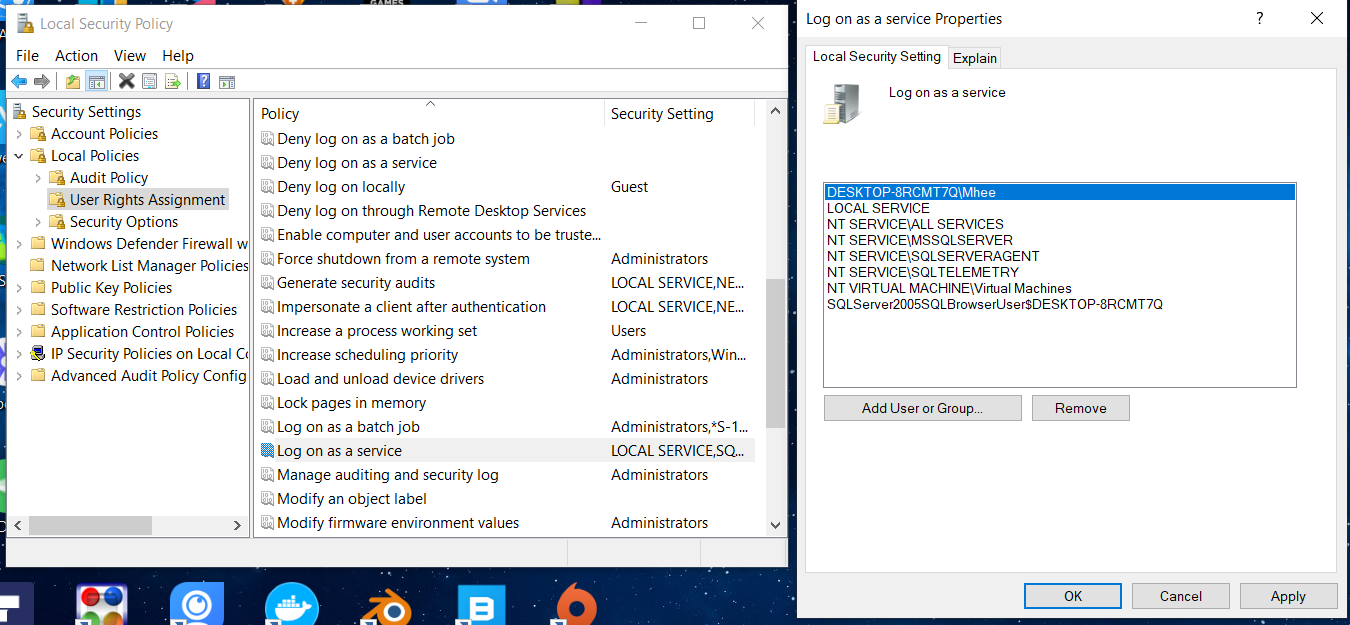 GAMES
Local Security Policy
File Action View Help
Security Settings
Account Policies
Local Policies
Audit Policy
User Rights Assignment
Security Options
Windows Defender Firewall w
Network List Manager Policies
Public Key Policies
Software Restriction Policies
Application Control Policies
IP Security Policies on Local Co
Advanced Audit Policy Config
Policy Security Setting
Deny log on as a batch job
Deny log on as a service
Deny log on locally Guest
Deny log on through Remote Desktop Services
Enable computer and user accounts to be truste...
Force shutdown from a remote system Administrators
Generate security audits LOCAL SERVICE,NE...
Impersonate a client after authentication LOCAL SERVICE,NE...
Increase a process working set Users
Increase scheduling priority Administrators,Win...
Load and unload device drivers Administrators
Lock pages in memory
Log on as a batch job Administrators,*S-1...
Log on as a service LOCAL SERVICE,SQ...
Manage auditing and security log Administrators
Modify an object label
Modify firmware environment values Administrators
Log on as a service Properties
?
Local Security Setting Explain
Log on as a service
DESKTOP-8RCMT7Q\Mhee
LOCAL SERVICE
NT SERVICE\ALL SERVICES
NT SERVICE\MSSQLSERVER
NT SERVICE\SQLSERVERAGENT
NT SERVICE\SQLTELEMETRY
NT VIRTUAL MACHINE\Virtual Machines
SQLServer2005SQLBrowserUser$DESKTOP-8RCMT7Q
Add User or Group... Remove
OK Cancel Apply
B